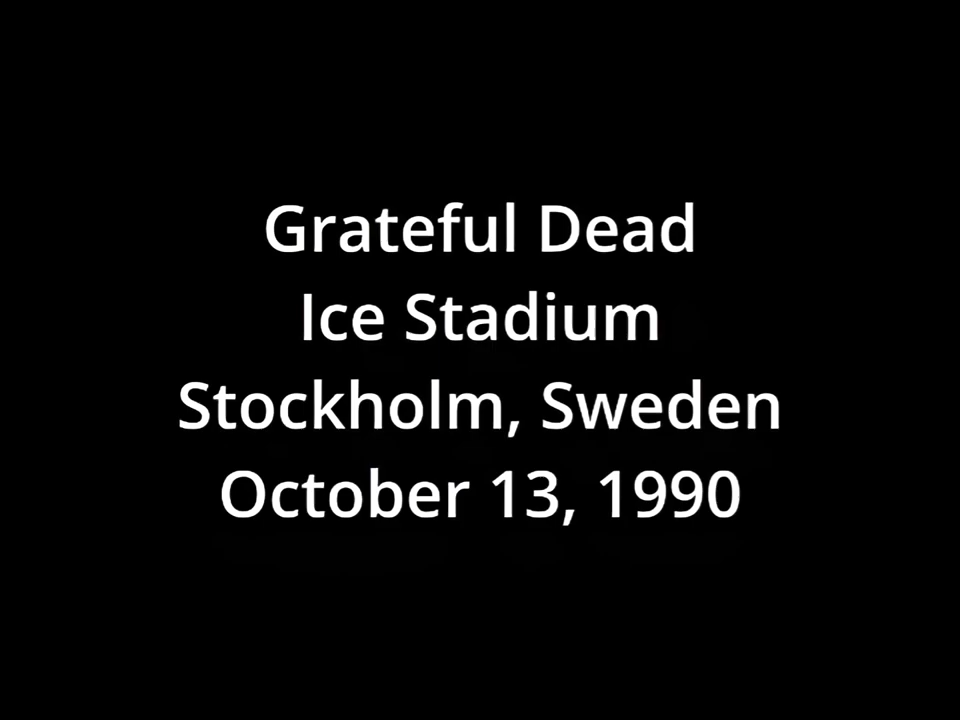 Grateful Dead
Ice Stadium
Stockholm, Sweden
October 13, 1990